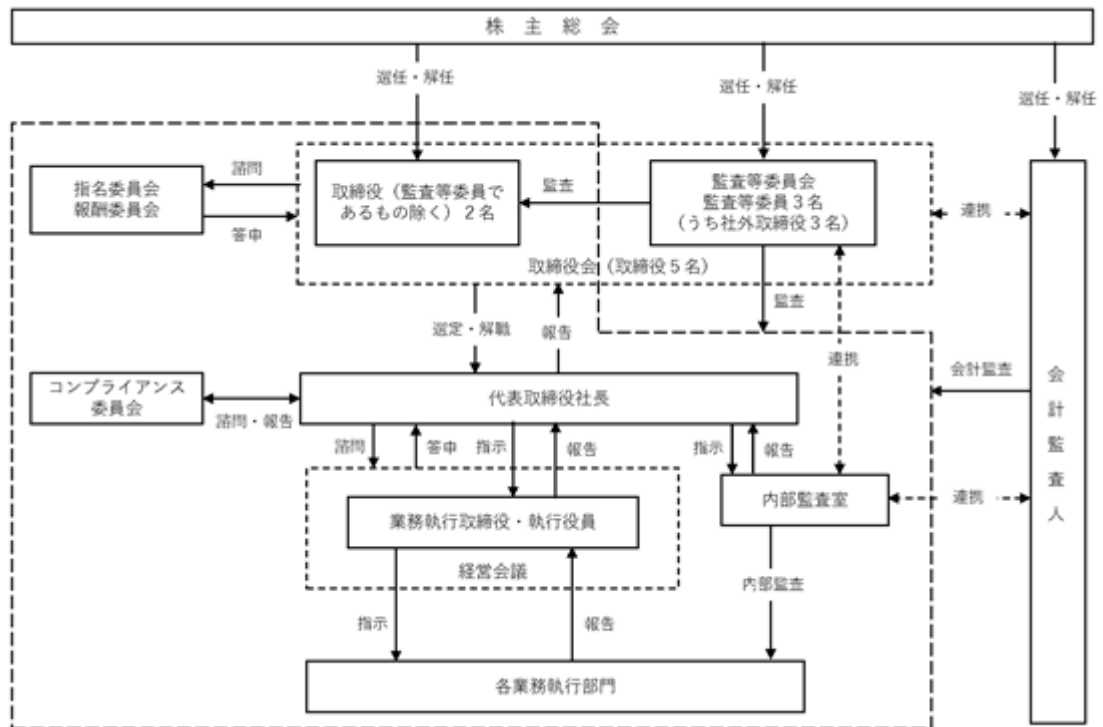 株主総会
選任・解任
選任・解任
選任・解任
諮問
指名委員会
報酬委員会
答申
取締役（監査等委員で
あるもの除く）２名
監査
監査等委員会
監査等委員３名
（うち社外取締役３名）
連携
取締役会（取締役５名）
監査
選定・解職
報告
連携
会計監査
会計監査人
コンプライアンス
委員会
諮問・報告
代表取締役社長
諮問
答申
指示
報告
指示
報告
内部監査室
連携
業務執行取締役・執行役員
経営会議
内部監査
指示
報告
各業務執行部門